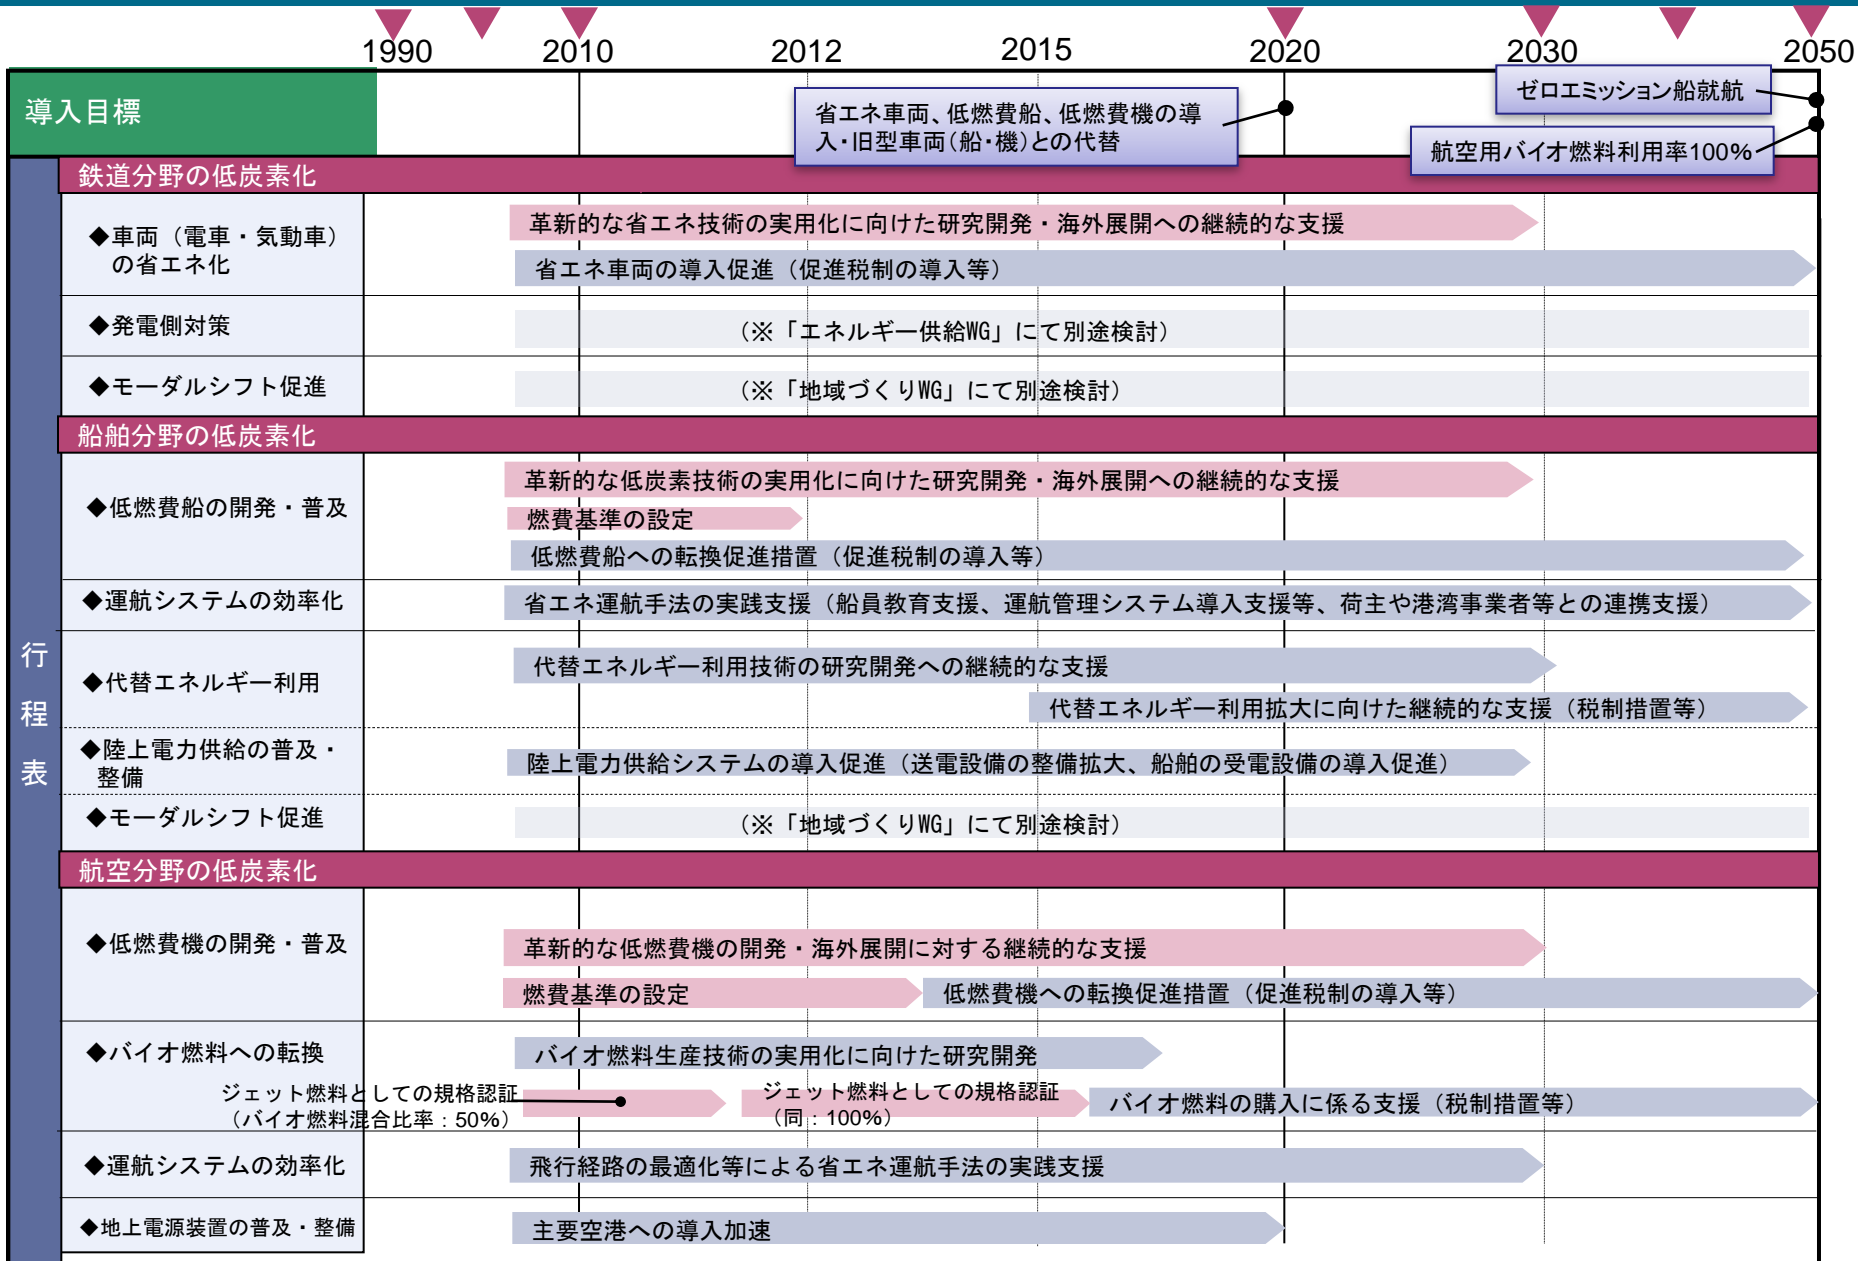 1990 2010 2012 2015 2020 2030 2050
導入目標
省エネ車両、低燃費船、低燃費機の導
入・旧型車両(船・機)との代替
ゼロエミッション船就航
航空用バイオ燃料利用率100%
行程表
鉄道分野の低炭素化
◆車両（電車・気動車）
の省エネ化
革新的な省エネ技術の実用化に向けた研究開発・海外展開への継続的な支援
省エネ車両の導入促進（促進税制の導入等）
◆発電側対策
（※「エネルギー供給WG」にて別途検討）
◆モーダルシフト促進
（※「地域づくりWG」にて別途検討）
船舶分野の低炭素化
◆低燃費船の開発・普及
革新的な低炭素技術の実用化に向けた研究開発・海外展開への継続的な支援
燃費基準の設定
低燃費船への転換促進措置（促進税制の導入等）
◆運航システムの効率化
省エネ運航手法の実践支援（船員教育支援、運航管理システム導入支援等、荷主や港湾事業者等との連携支援）
◆代替エネルギー利用
代替エネルギー利用技術の研究開発への継続的な支援
代替エネルギー利用拡大に向けた継続的な支援（税制措置等）
◆陸上電力供給の普及・
整備
陸上電力供給システムの導入促進（送電設備の整備拡大、船舶の受電設備の導入促進）
◆モーダルシフト促進
（※「地域づくりWG」にて別途検討）
航空分野の低炭素化
◆低燃費機の開発・普及
革新的な低燃費機の開発・海外展開に対する継続的な支援
燃費基準の設定
低燃費機への転換促進措置（促進税制の導入等）
◆バイオ燃料への転換
バイオ燃料生産技術の実用化に向けた研究開発
ジェット燃料としての規格認証
（バイオ燃料混合比率：50%）
ジェット燃料としての規格認証
（同：100%）
バイオ燃料の購入に係る支援（税制措置等）
◆運航システムの効率化
飛行経路の最適化等による省エネ運航手法の実践支援
◆地上電源装置の普及・整備
主要空港への導入加速